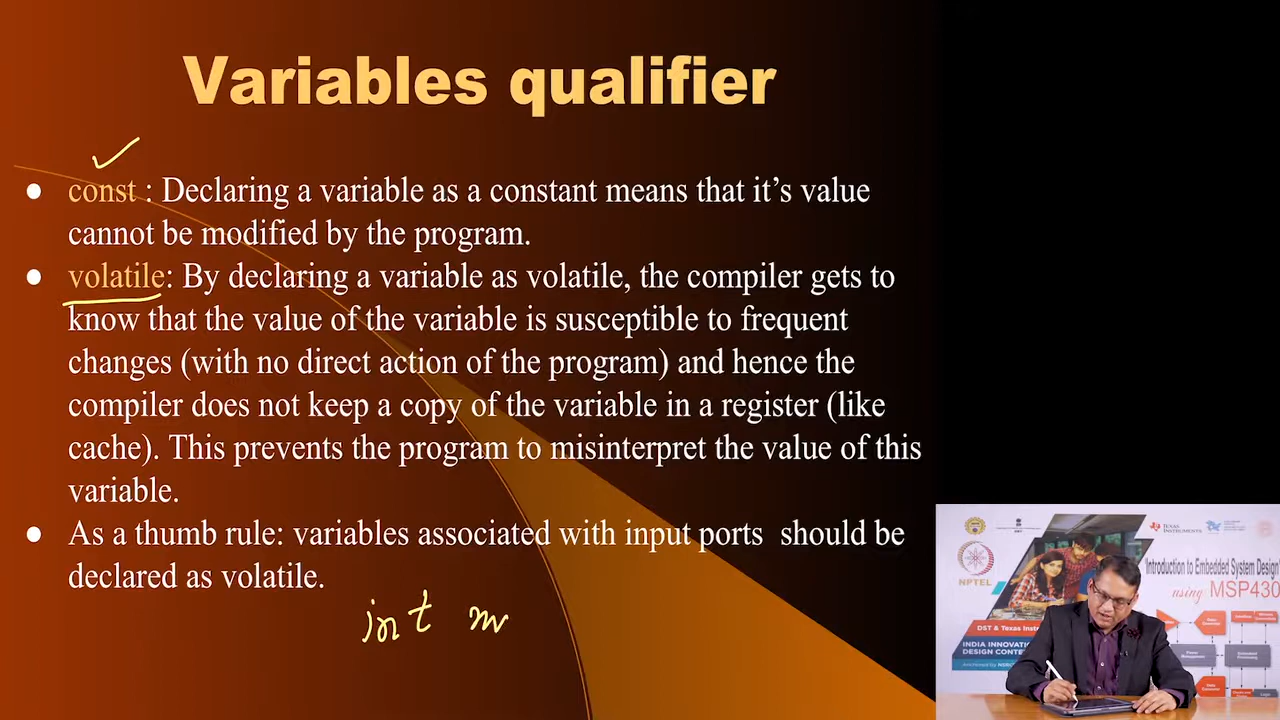 Variables qualifier
● const : Declaring a variable as a constant means that it’s value
cannot be modified by the program.
● volatile: By declaring a variable as volatile, the compiler gets to
know that the value of the variable is susceptible to frequent
changes (with no direct action of the program) and hence the
compiler does not keep a copy of the variable in a register (like
cache). This prevents the program to misinterpret the value of this
variable.
● As a thumb rule: variables associated with input ports should be
declared as volatile.
int
NPTEL
TEXAS INSTRUMENTS
'Introduction to Embedded System Design'
using MSP430
DST & Texas
INDIA INNOVA
DESIGN CONTE